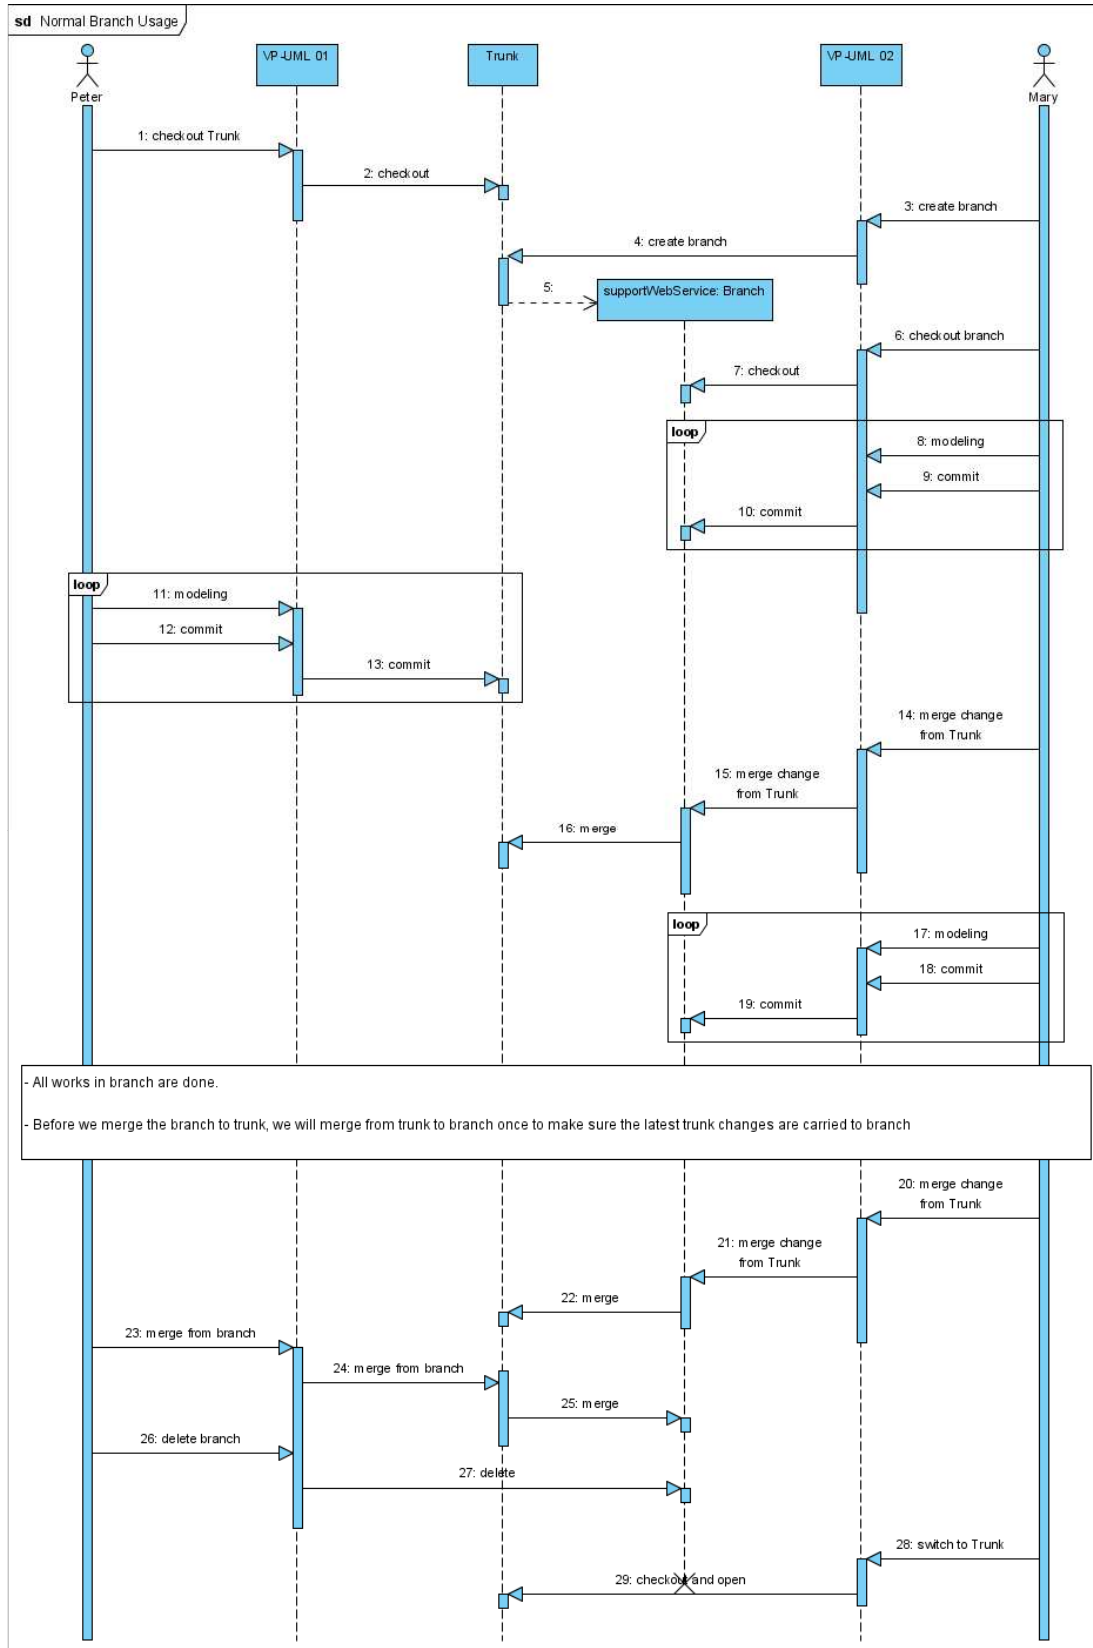 sd Normal Branch Usage
VP-UML 01
Trunk
VP-UML 02
Peter
Mary
1: checkout Trunk
2: checkout
3: create branch
4: create branch
5:
supportWebService: Branch
6: checkout branch
7: checkout
loop
8: modeling
9: commit
10: commit
loop
11: modeling
12: commit
13: commit
14: merge change
from Trunk
15: merge change
from Trunk
16: merge
loop
17: modeling
18: commit
19: commit
- All works in branch are done.
- Before we merge the branch to trunk, we will merge from trunk to branch once to make sure the latest trunk changes are carried to branch
20: merge change
from Trunk
21: merge change
from Trunk
22: merge
23: merge from branch
24: merge from branch
25: merge
26: delete branch
27: delete
28: switch to Trunk
29: checkout and open